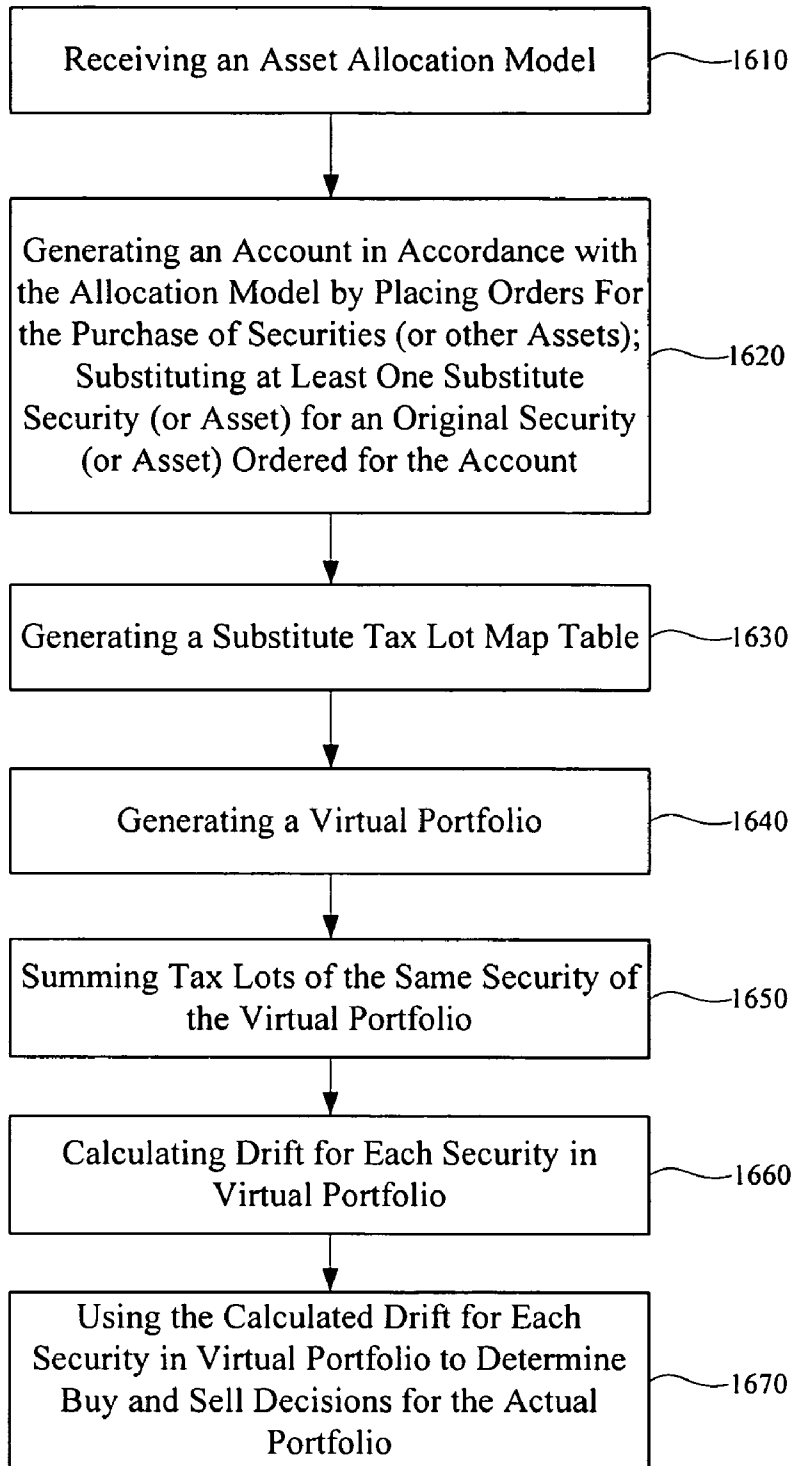 Receiving an Asset Allocation Model
1610
Generating an Account in Accordance with
the Allocation Model by Placing Orders For
the Purchase of Securities (or other Assets);
Substituting at Least One Substitute
Security (or Asset) for an Original Security
(or Asset) Ordered for the Account
1620
Generating a Substitute Tax Lot Map Table
1630
Generating a Virtual Portfolio
1640
Summing Tax Lots of the Same Security of
the Virtual Portfolio
1650
Calculating Drift for Each Security in
Virtual Portfolio
1660
Using the Calculated Drift for Each
Security in Virtual Portfolio to Determine
Buy and Sell Decisions for the Actual
Portfolio
1670